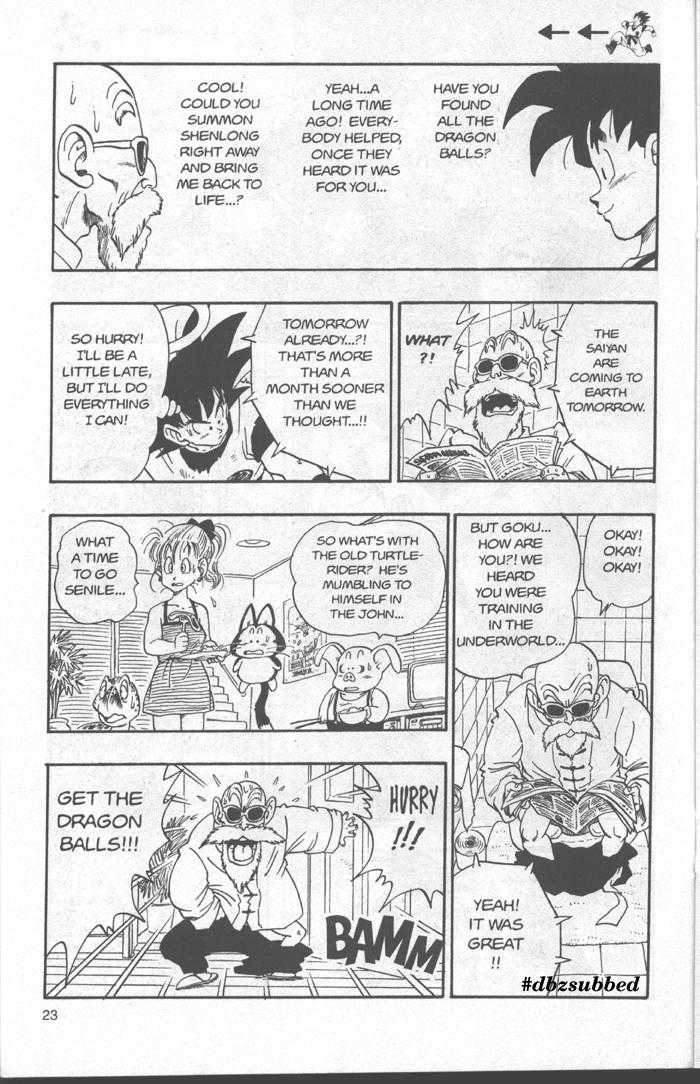 HAVE YOU
FOUND
ALL THE
DRAGON
BALLS?
YEAH...A
LONG TIME
AGO! EVERY-
BODY HELPED,
ONCE THEY
HEARD IT WAS
FOR YOU...
COOL!
COULD YOU
SUMMON
SHENLONG
RIGHT AWAY
AND BRING
ME BACK TO
LIFE...?
THE
SAIYAN
ARE
COMING TO
EARTH
TOMORROW.
WHAT
?!
TOMORROW
ALREADY...?!
THAT'S MORE
THAN A
MONTH SOONER
THAN WE
THOUGHT...!!
SO HURRY!
I'LL BE A
LITTLE LATE,
BUT I'LL DO
EVERYTHING
I CAN!
OKAY!
OKAY!
OKAY!
BUT GOKU...
HOW ARE
YOU?! WE
HEARD
YOU WERE
TRAINING
IN THE
UNDERWORLD...
YEAH!
IT WAS
GREAT
!!
SO WHAT'S WITH
THE OLD TURTLE-
RIDER? HE'S
MUMBLING TO
HIMSELF IN
THE JOHN...
WHAT
A TIME
TO GO
SENILE...
HURRY
!!!
GET THE
DRAGON
BALLS!!!
BAMM
#dbzsubbed
23